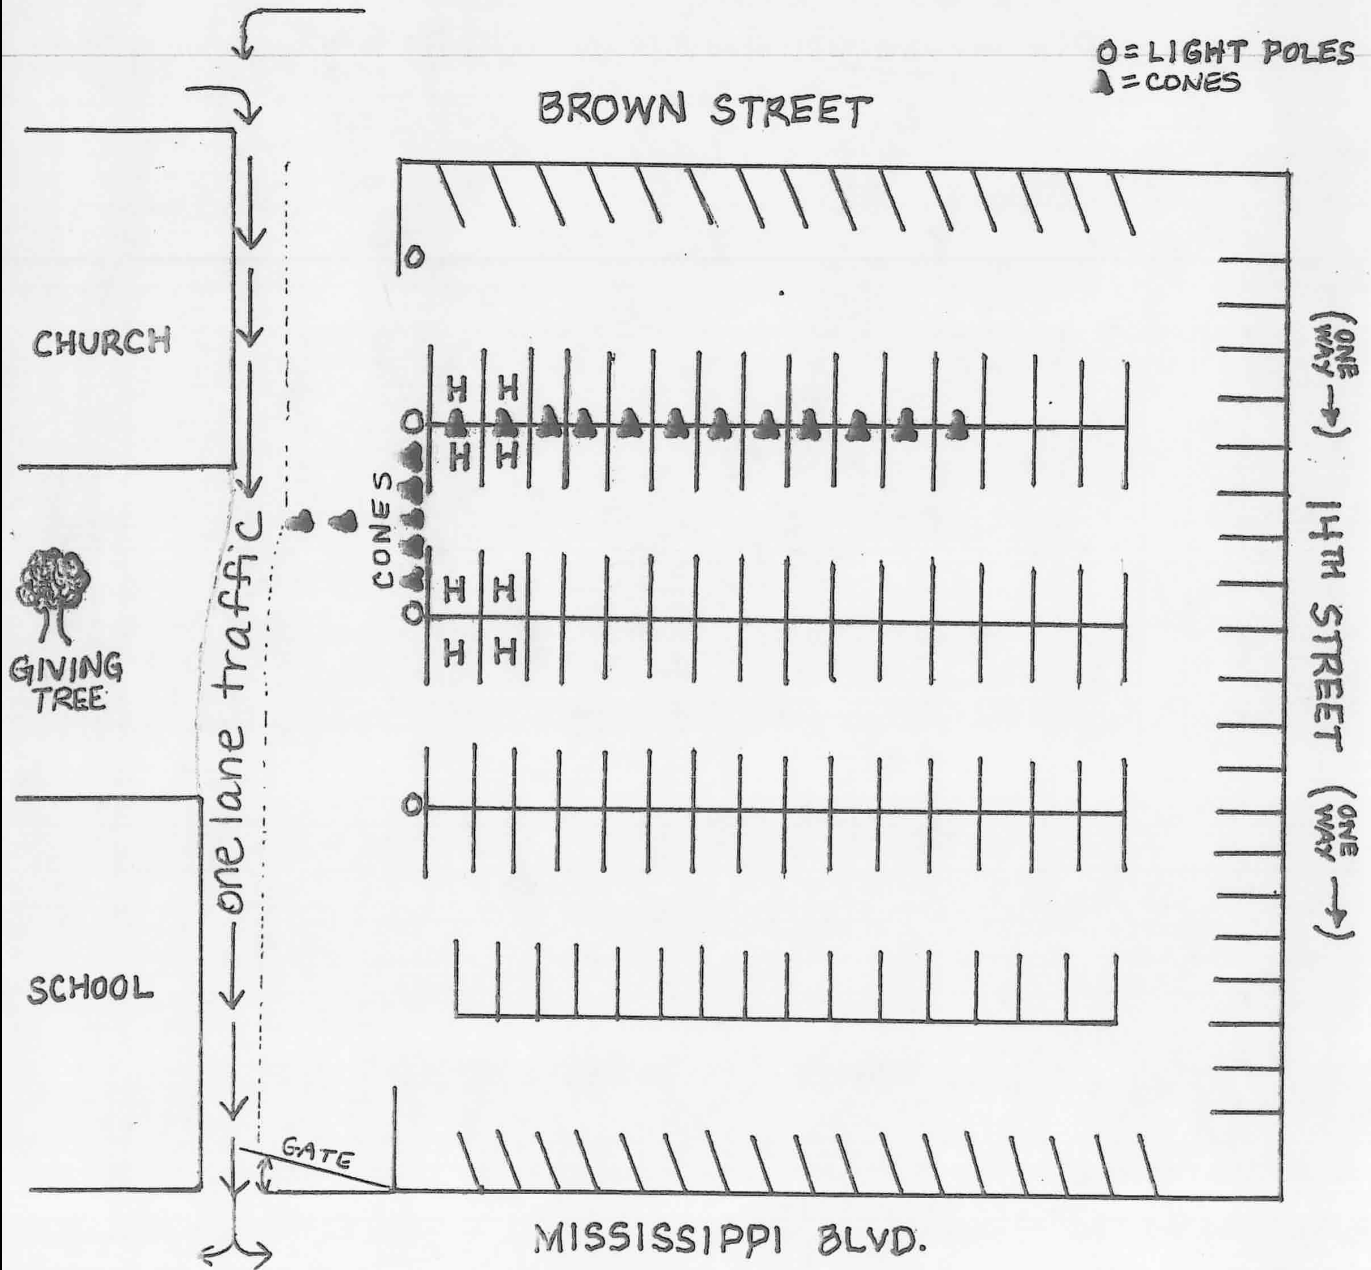 O = LIGHT POLES
= CONES
BROWN STREET
CHURCH
H H
H H
CONES
H H
H H
one lane traffic
GIVING
TREE
(ONE
WAY →)
14TH STREET
(ONE
WAY →)
SCHOOL
GATE
MISSISSIPPI BLVD.